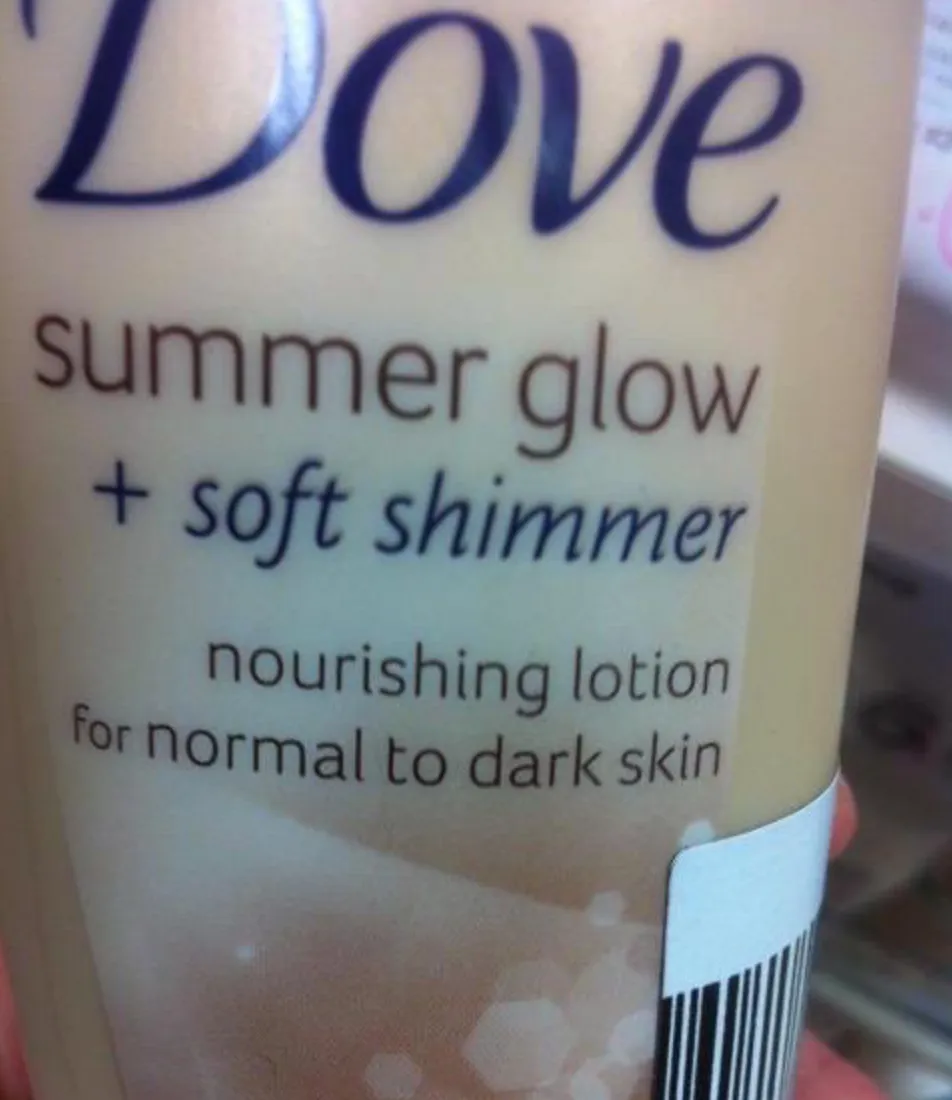 Dove
summer glow
+ soft shimmer
nourishing lotion
for normal to dark skin